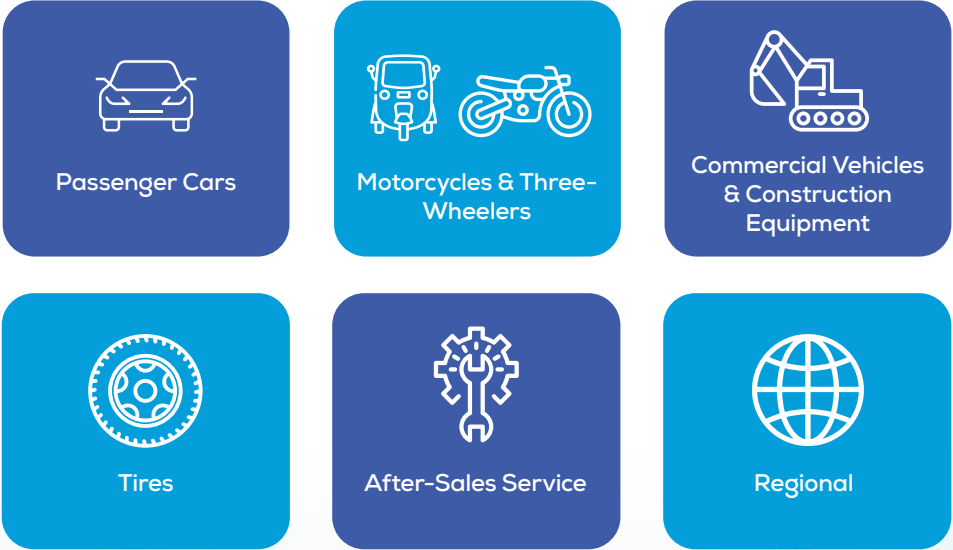 Passenger Cars
Motorcycles & Three-
Wheelers
Commercial Vehicles
& Construction
Equipment
Tires
After-Sales Service
Regional